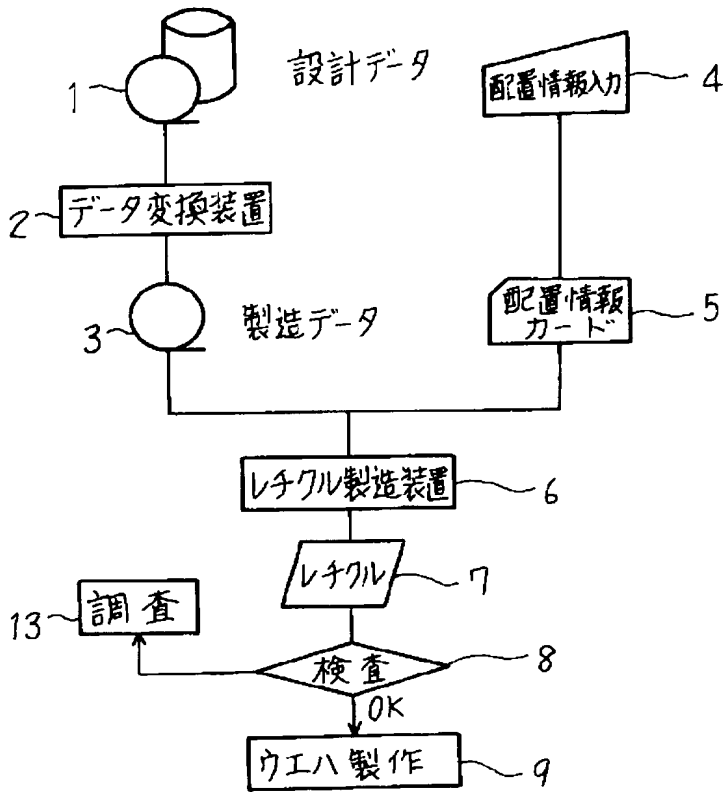 1
設計データ
配置情報入力
4
2
データ変換装置
3
製造データ
配置情報
カード
5
レチクル製造装置
6
レチクル
7
13
調査
検査
8
OK
ウエハ製作
9